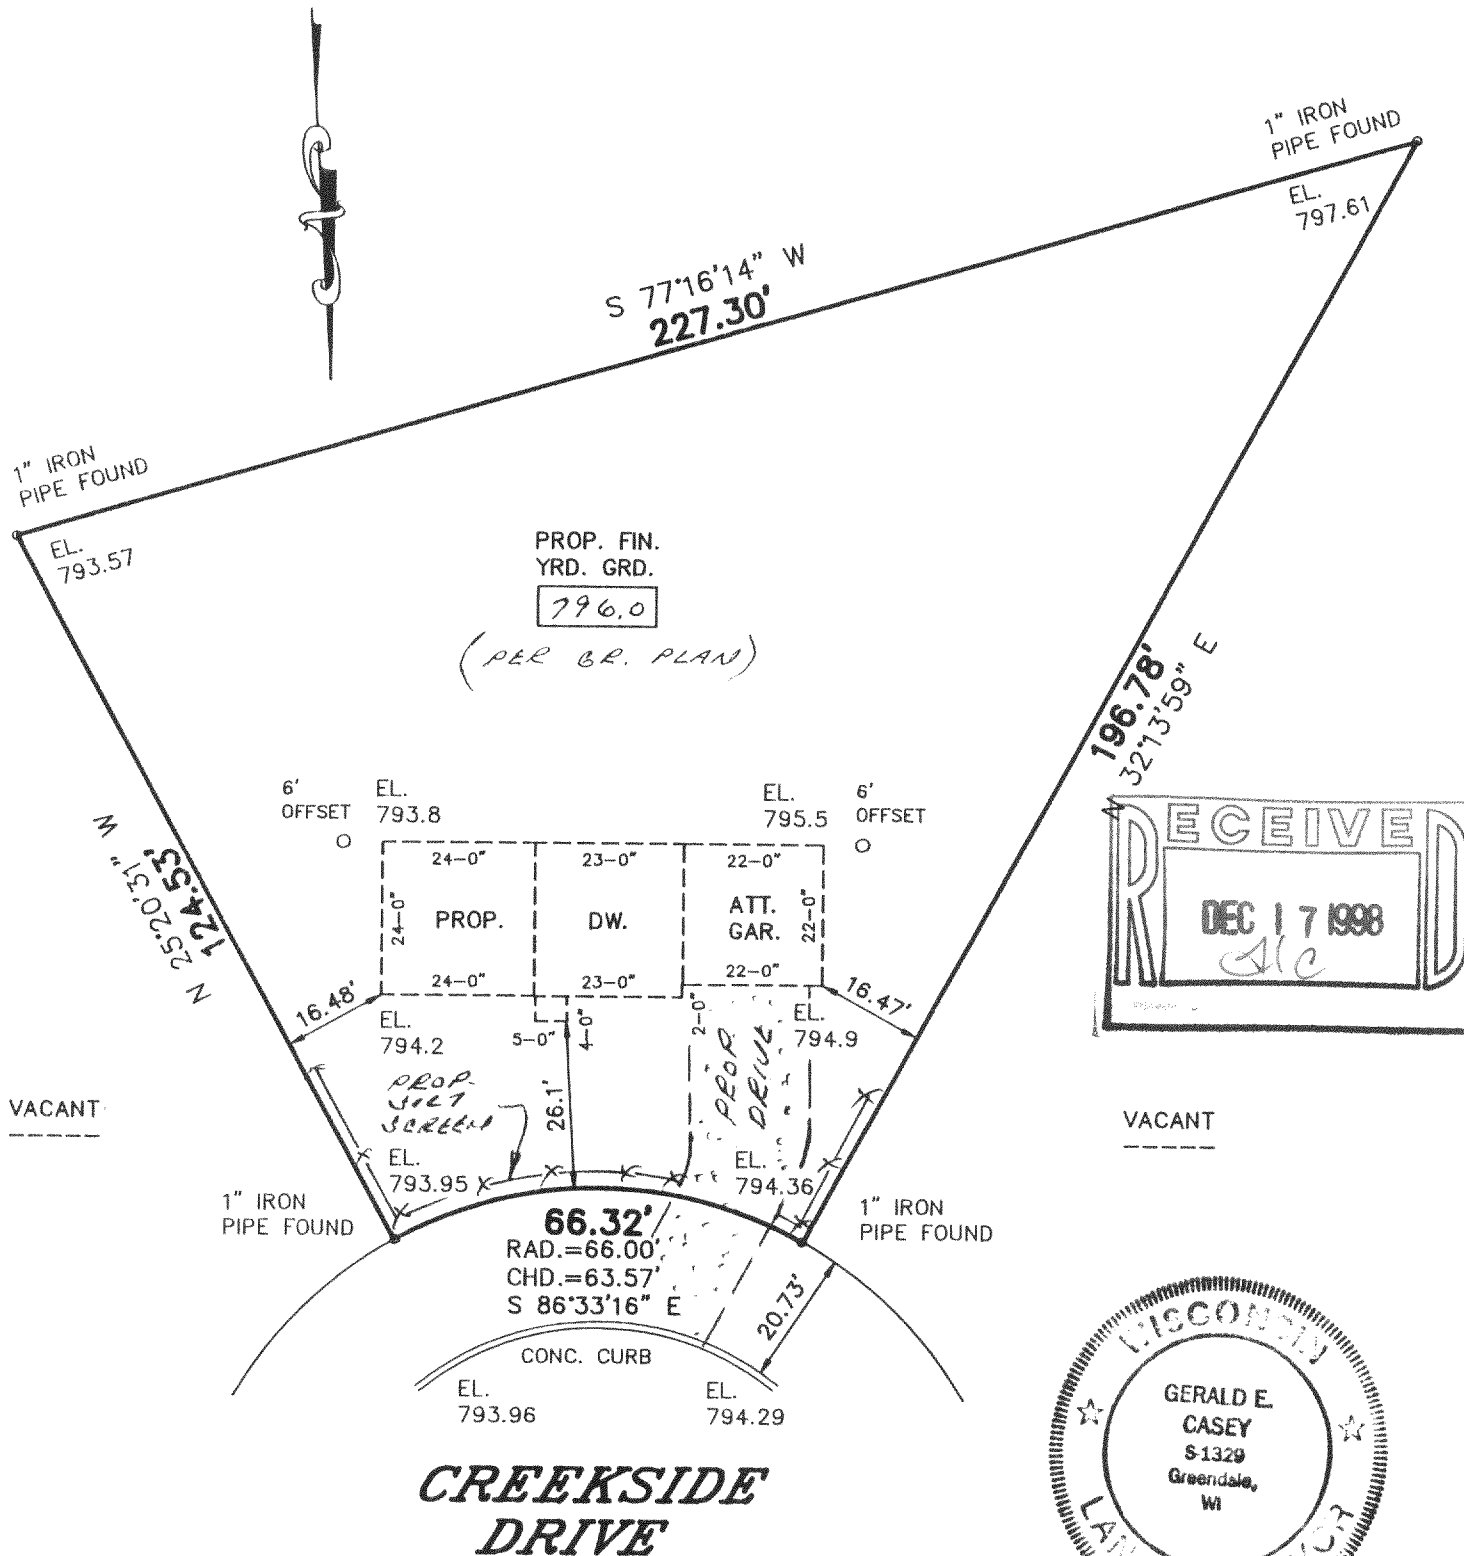 1" IRON
PIPE FOUND
EL.
797.61
S 77°16'14" W
227.30'
1" IRON
PIPE FOUND
EL.
793.57
PROP. FIN.
YRD. GRD.
796.0
(PER GR. PLAN)
196.78'
N 32°13'59" E
6'
OFFSET
EL.
793.8
EL.
795.5
6'
OFFSET
N 25°20'31" W
124.53'
24-0"
23-0"
22-0"
24-0"
PROP.
DW.
ATT.
GAR.
22-0"
24-0"
23-0"
22-0"
RECEIVED
DEC 17 1998
16.48'
16.47'
EL.
794.2
5-0"
4-0"
2-0"
EL.
794.9
PROP.
SILT
SCREEN
26.1'
PROP.
DRIVE
VACANT
VACANT
EL.
793.95
EL.
794.36
1" IRON
PIPE FOUND
1" IRON
PIPE FOUND
66.32'
RAD.=66.00'
CHD.=63.57'
S 86°33'16" E
20.73'
CONC. CURB
EL.
793.96
EL.
794.29
CREEKSIDE
DRIVE
WISCONSIN
GERALD E.
CASEY
S-1329
Greendale,
WI